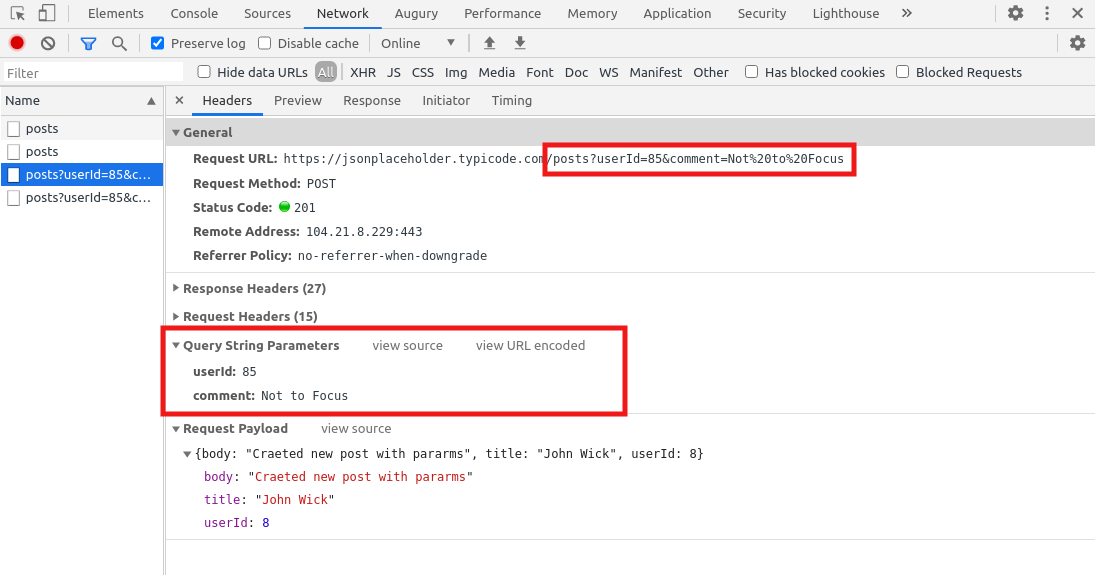 Elements Console Sources Network Augury Performance Memory Application Security Lighthouse »
Preserve log Disable cache Online
Filter Hide data URLs All XHR JS CSS Img Media Font Doc WS Manifest Other Has blocked cookies Blocked Requests
Name
posts
posts
posts?userId=85&c…
posts?userId=85&c…
× Headers Preview Response Initiator Timing
General
Request URL: https://jsonplaceholder.typicode.com/posts?userId=85&comment=Not%20to%20Focus
Request Method: POST
Status Code: 201
Remote Address: 104.21.8.229:443
Referrer Policy: no-referrer-when-downgrade
Response Headers (27)
Request Headers (15)
Query String Parameters view source view URL encoded
userId: 85
comment: Not to Focus
Request Payload view source
{body: "Craeted new post with pararms", title: "John Wick", userId: 8}
body: "Craeted new post with pararms"
title: "John Wick"
userId: 8